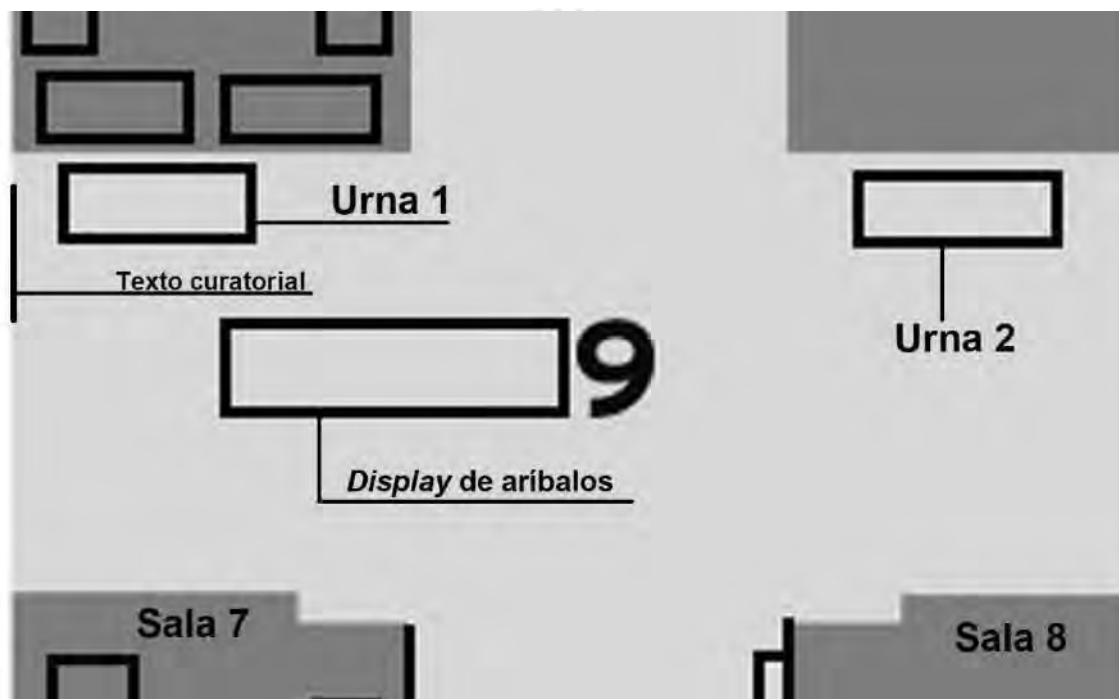 Urna 1
Texto curatorial
9
Urna 2
Display de aríbalos
Sala 7
Sala 8